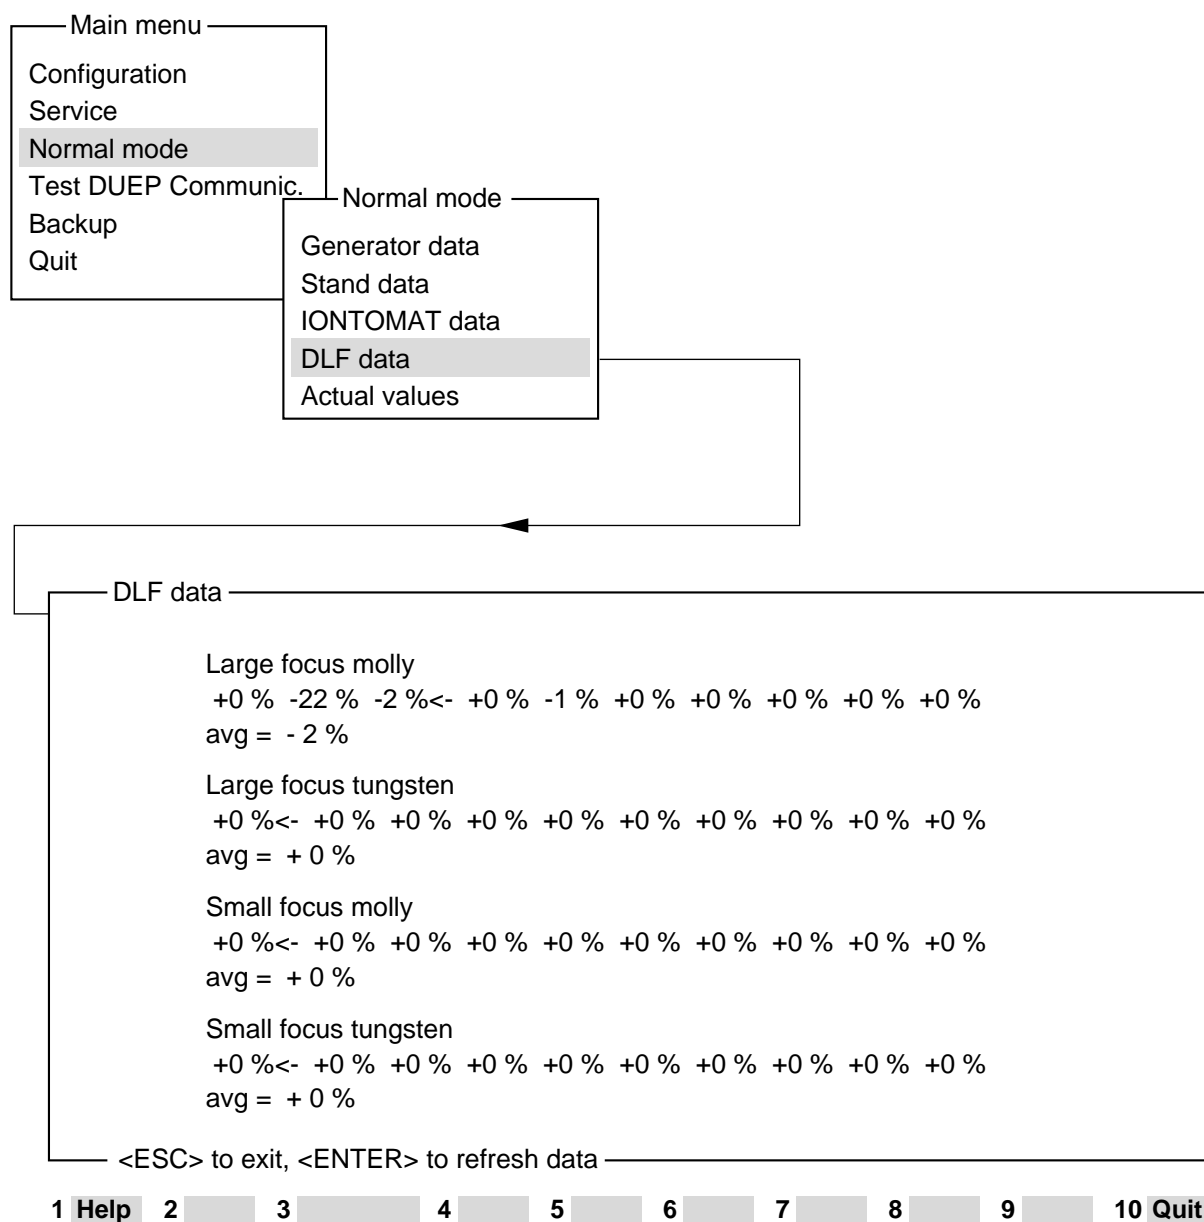 Main menu
Configuration
Service
Normal mode
Test DUEP Communic.
Backup
Quit
Normal mode
Generator data
Stand data
IONTOMAT data
DLF data
Actual values
DLF data
Large focus molly
+0 % -22 % -2 %<- +0 % -1 % +0 % +0 % +0 % +0 % +0 %
avg = - 2 %
Large focus tungsten
+0 %<- +0 % +0 % +0 % +0 % +0 % +0 % +0 % +0 % +0 %
avg = + 0 %
Small focus molly
+0 %<- +0 % +0 % +0 % +0 % +0 % +0 % +0 % +0 % +0 %
avg = + 0 %
Small focus tungsten
+0 %<- +0 % +0 % +0 % +0 % +0 % +0 % +0 % +0 % +0 %
avg = + 0 %
<ESC> to exit, <ENTER> to refresh data
1 Help 2 3 4 5 6 7 8 9 10 Quit